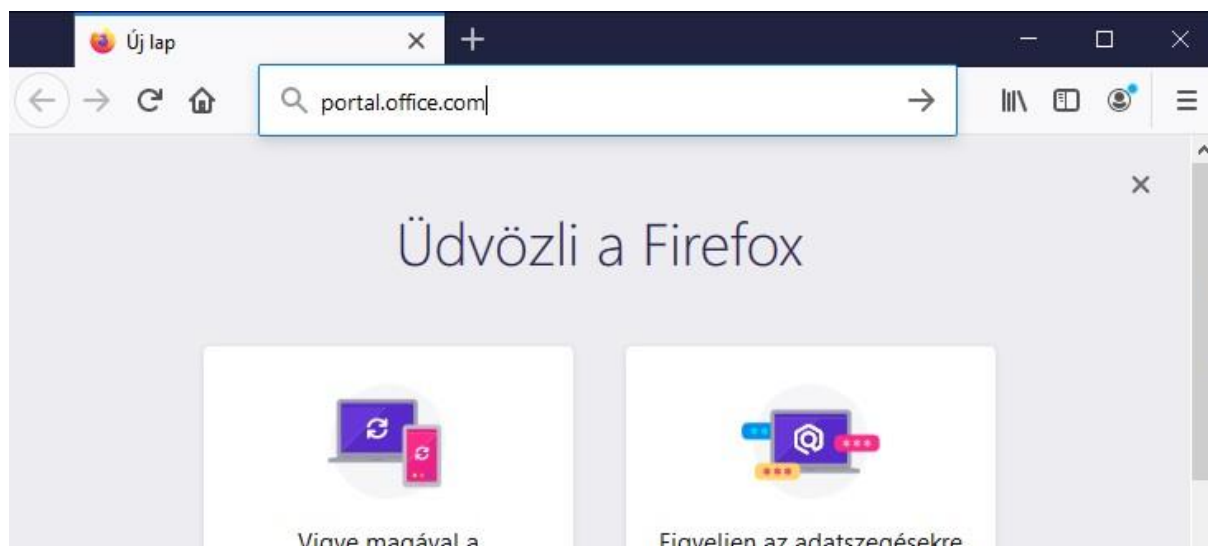 Új lap
portal.office.com
Üdvözli a Firefox
Vigye magával a
Figyeljen az adatszegésekre